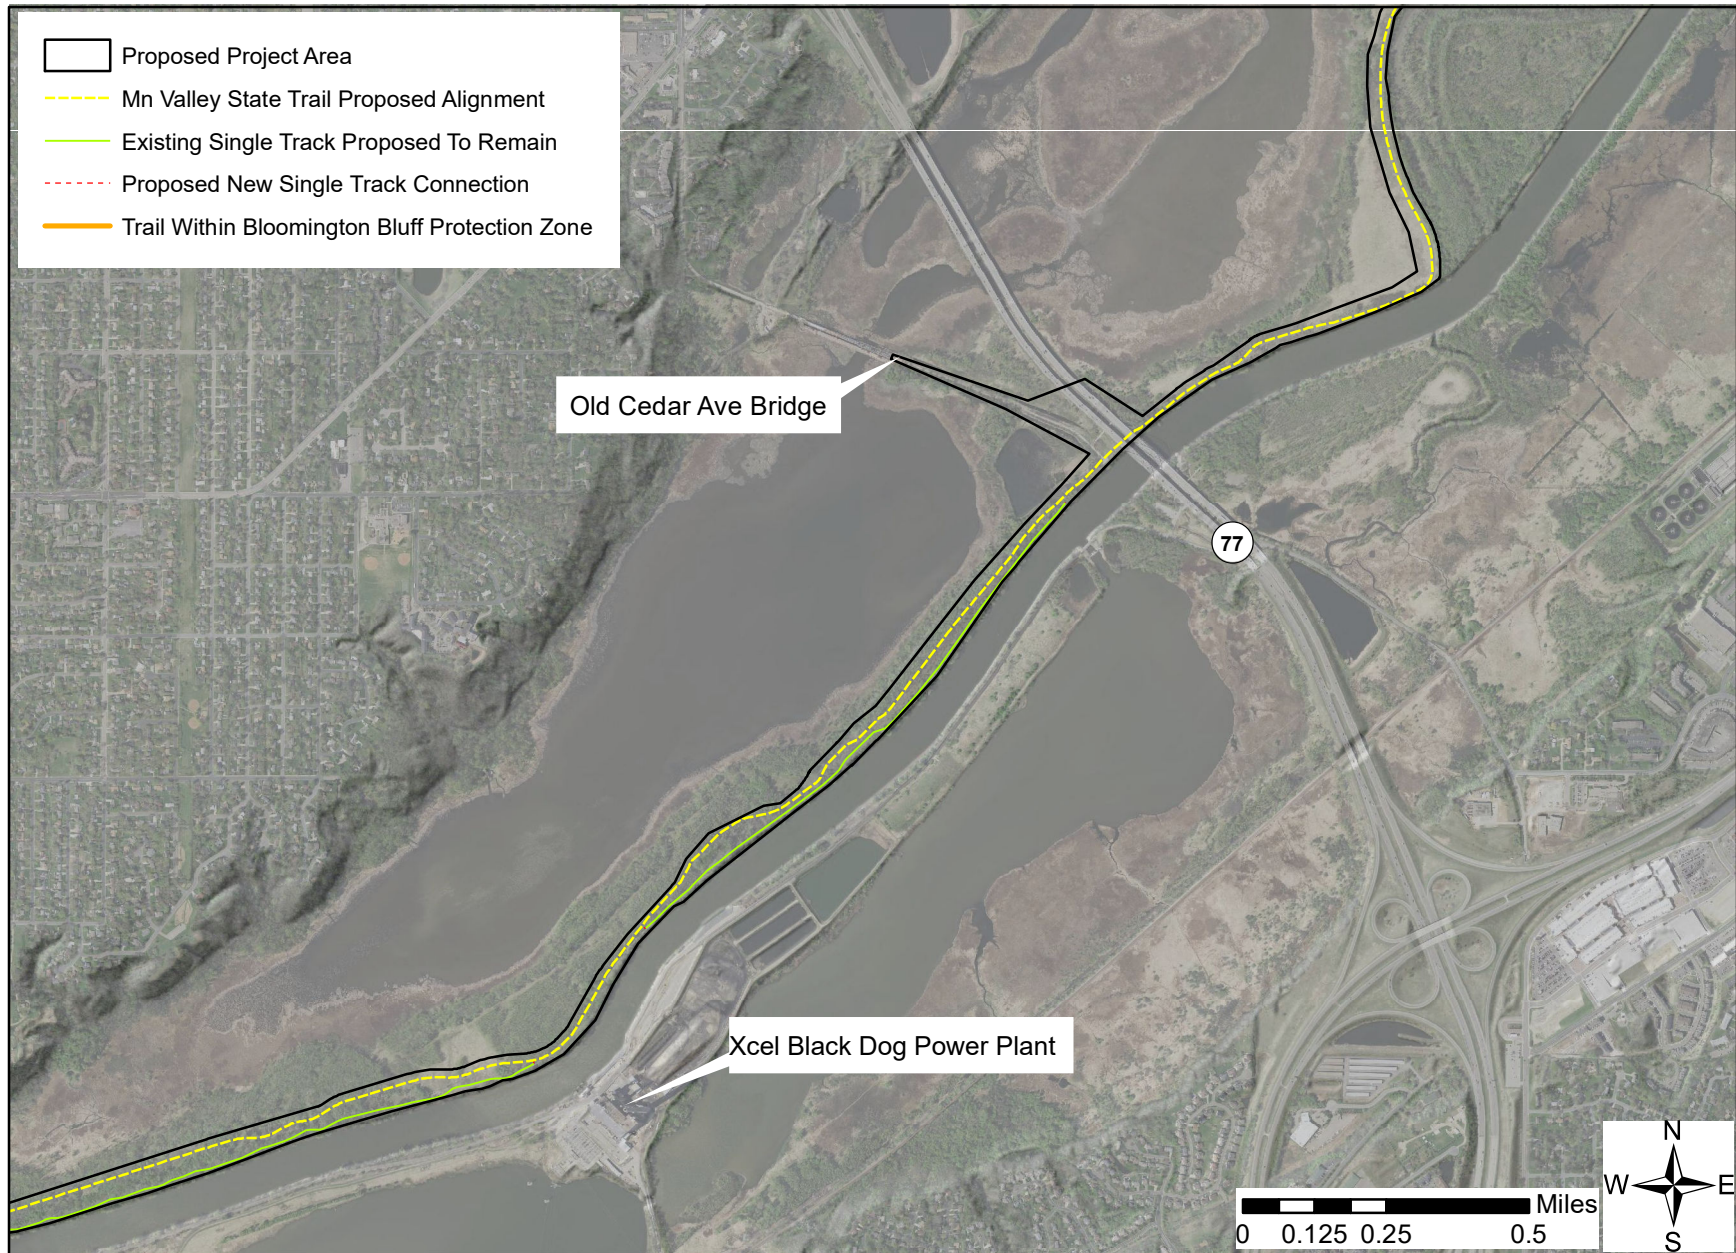 Proposed Project Area
Mn Valley State Trail Proposed Alignment
Existing Single Track Proposed To Remain
Proposed New Single Track Connection
Trail Within Bloomington Bluff Protection Zone
Old Cedar Ave Bridge
77
Xcel Black Dog Power Plant
N
W E
S
Miles
0 0.125 0.25 0.5